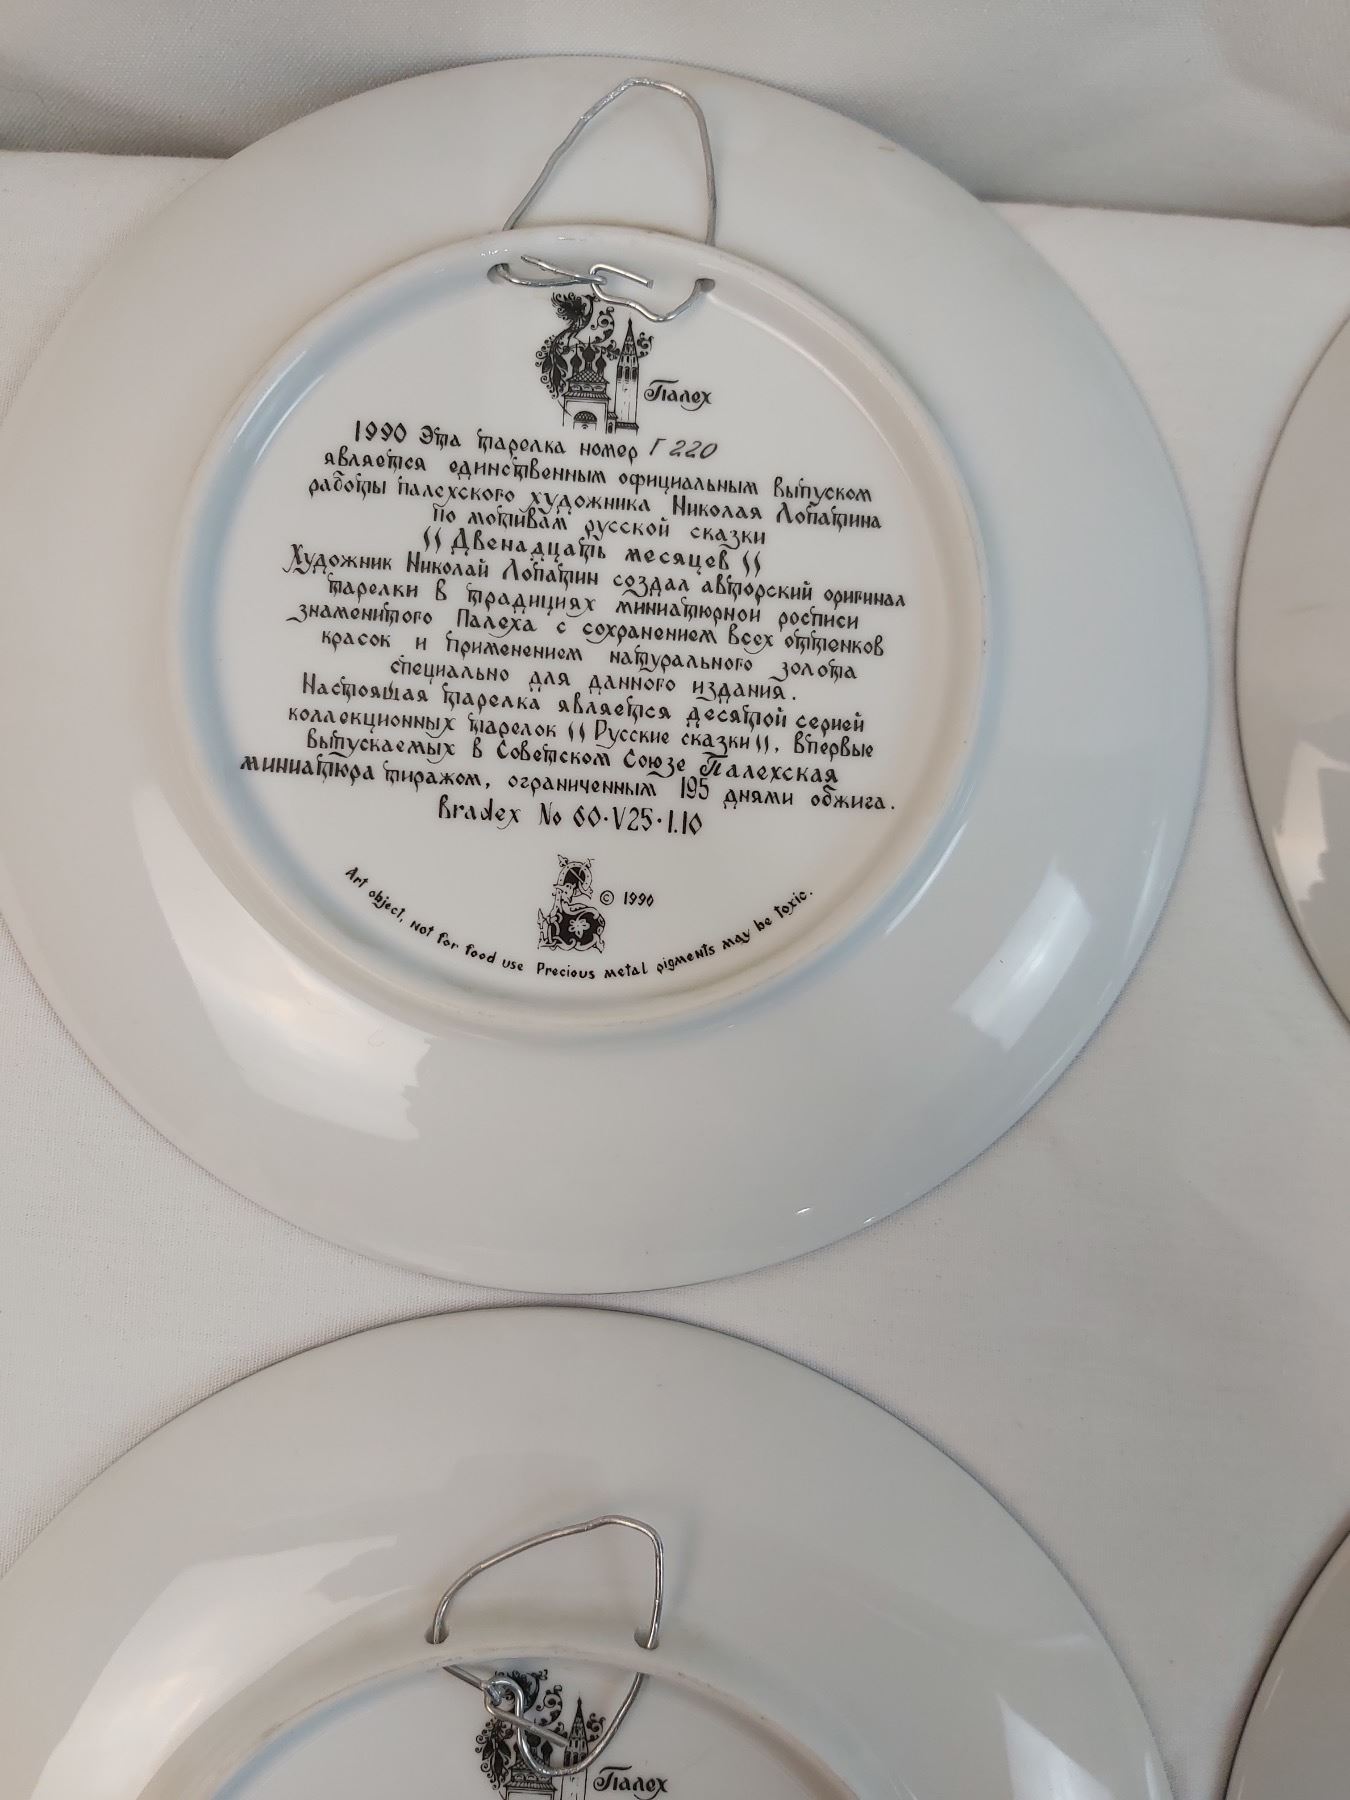 Палех
1990 Эта тарелка номер Г 220
является единственным официальным выпуском
работы палехского художника Николая Лопатина
по мотивам русской сказки
"Двенадцать месяцев"
Художник Николай Лопатин создал авторский оригинал
тарелки в традициях миниатюрной росписи
знаменитого Палеха с сохранением всех оттенков
красок и применением натурального золота
специально для данного издания.
Настоящая тарелка является десятой серией
коллекционных тарелок "Русские сказки", впервые
выпускаемых в Советском Союзе Палехская
миниатюра тиражом, ограниченным 195 днями обжига.
Bradex No 60·V25·1.10
© 1990
Art object, not for food use Precious metal pigments may be toxic.
Палех